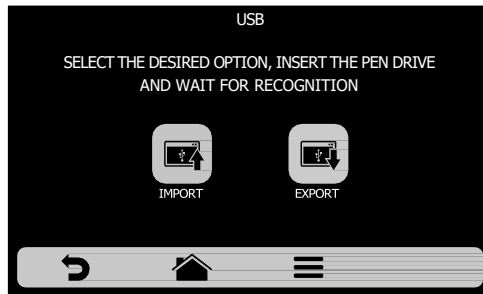 USB
SELECT THE DESIRED OPTION, INSERT THE PEN DRIVE
AND WAIT FOR RECOGNITION
IMPORT
EXPORT